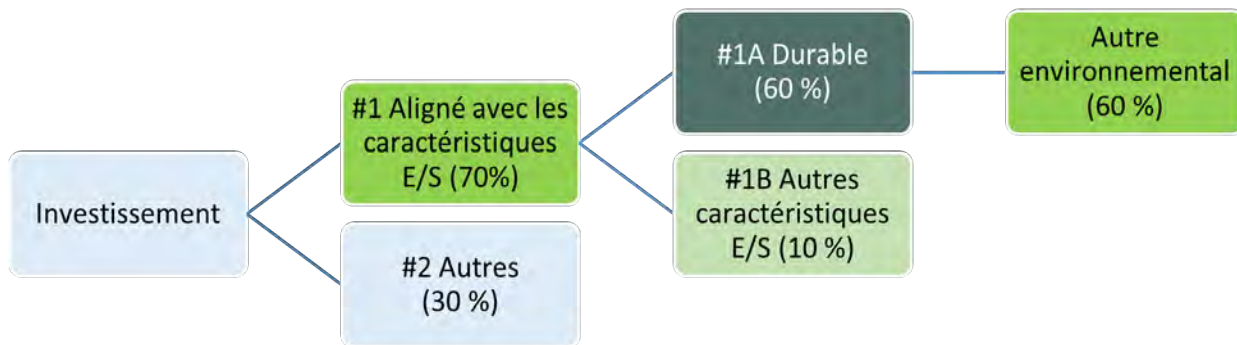 Investissement
#1 Aligné avec les
caractéristiques
E/S (70%)
#2 Autres
(30 %)
#1A Durable
(60 %)
#1B Autres
caractéristiques
E/S (10 %)
Autre
environnemental
(60 %)